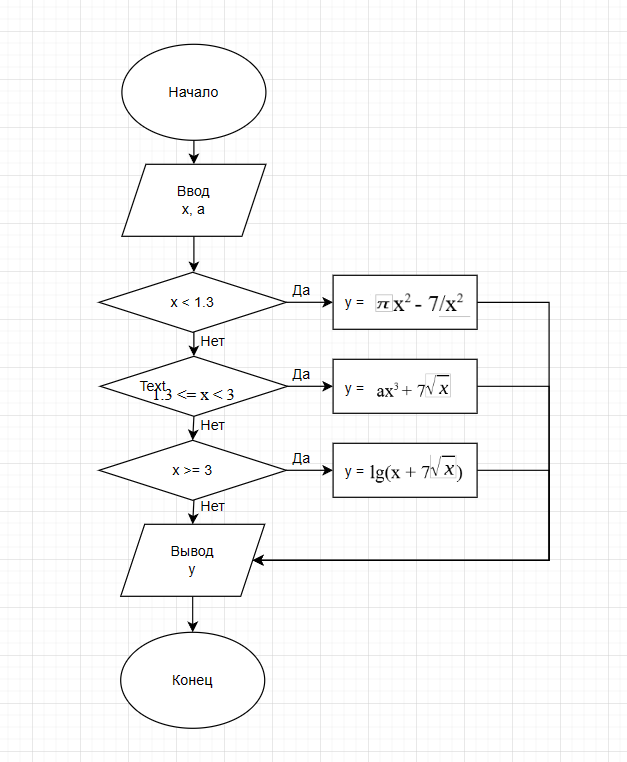 Начало
Ввод
x, a
x < 1.3
Да
y = πx² - 7/x²
Нет
Text
1.3 <= x < 3
Да
y = ax³ + 7√x
Нет
x >= 3
Да
y = lg(x + 7√x)
Нет
Вывод
y
Конец